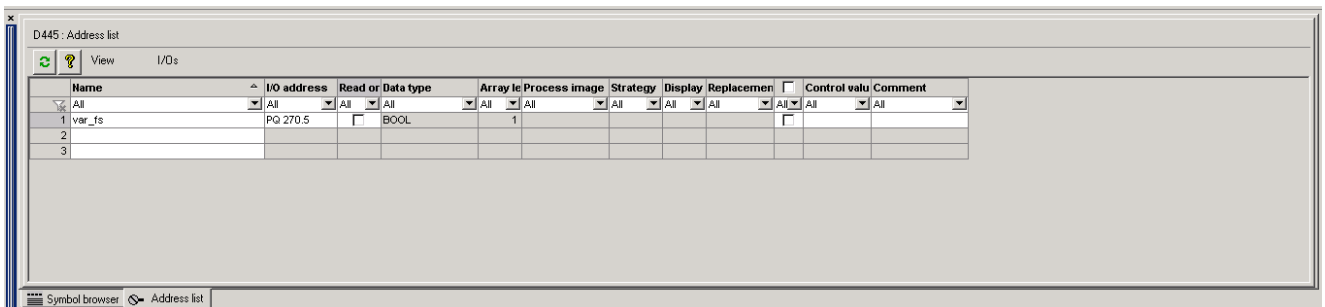 D445 : Address list
View I/Os
Name I/O address Read or Data type Array le Process image Strategy Display Replacemen Control valu Comment
All All All All All All All All All All All All
1 var_fs PQ 270.5 BOOL 1
2
3
Symbol browser Address list